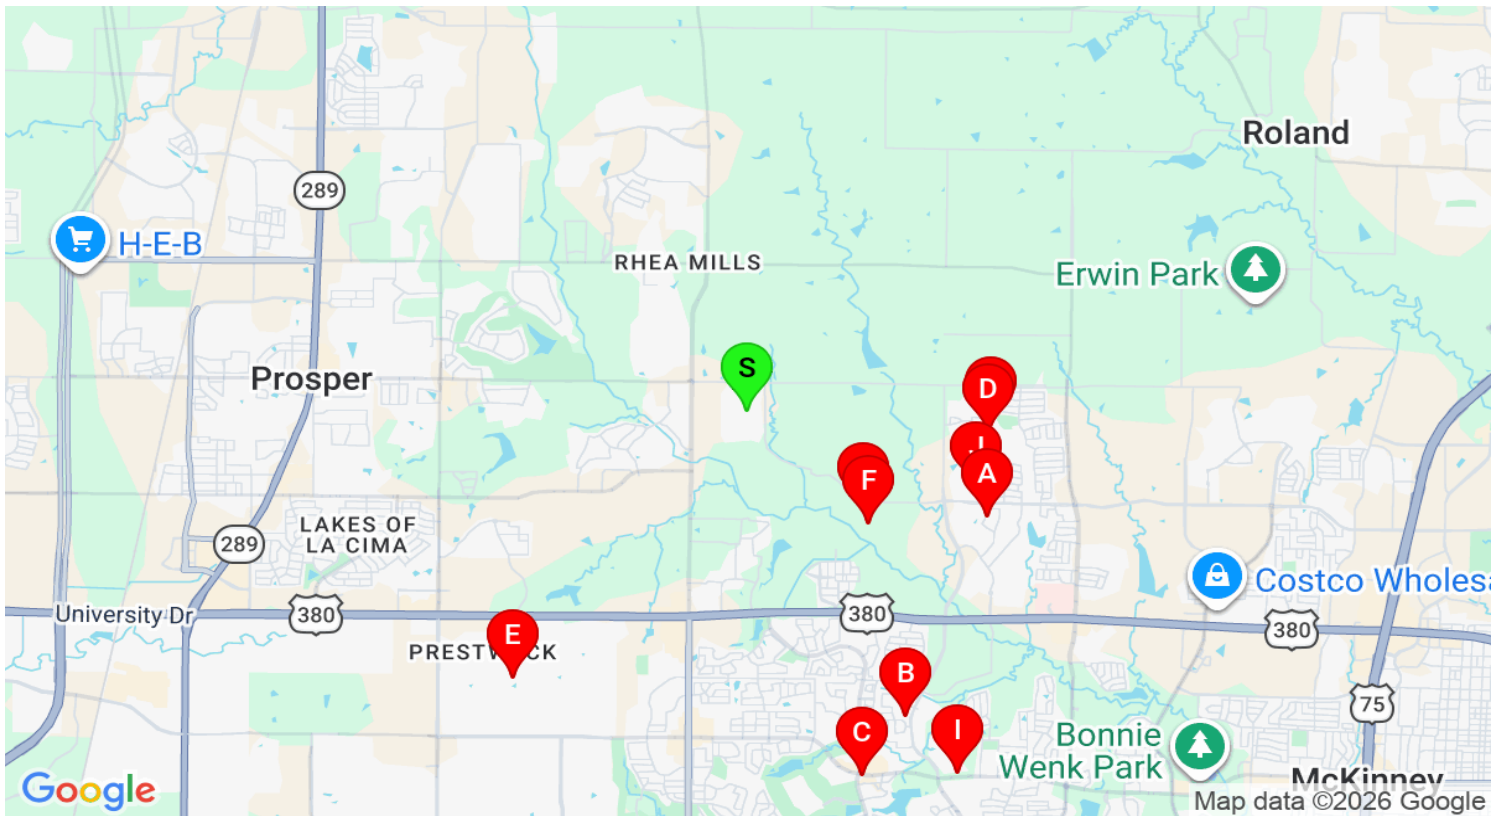 Roland
289
H-E-B
RHEA MILLS
Erwin Park
S
Prosper
D
J
A
F
LAKES OF
LA CIMA
289
Costco Wholesa
University Dr
380
380
380
E
PRESTWICK
B
75
C
I
Bonnie
Wenk Park
McKinney
Google
Map data ©2026 Google